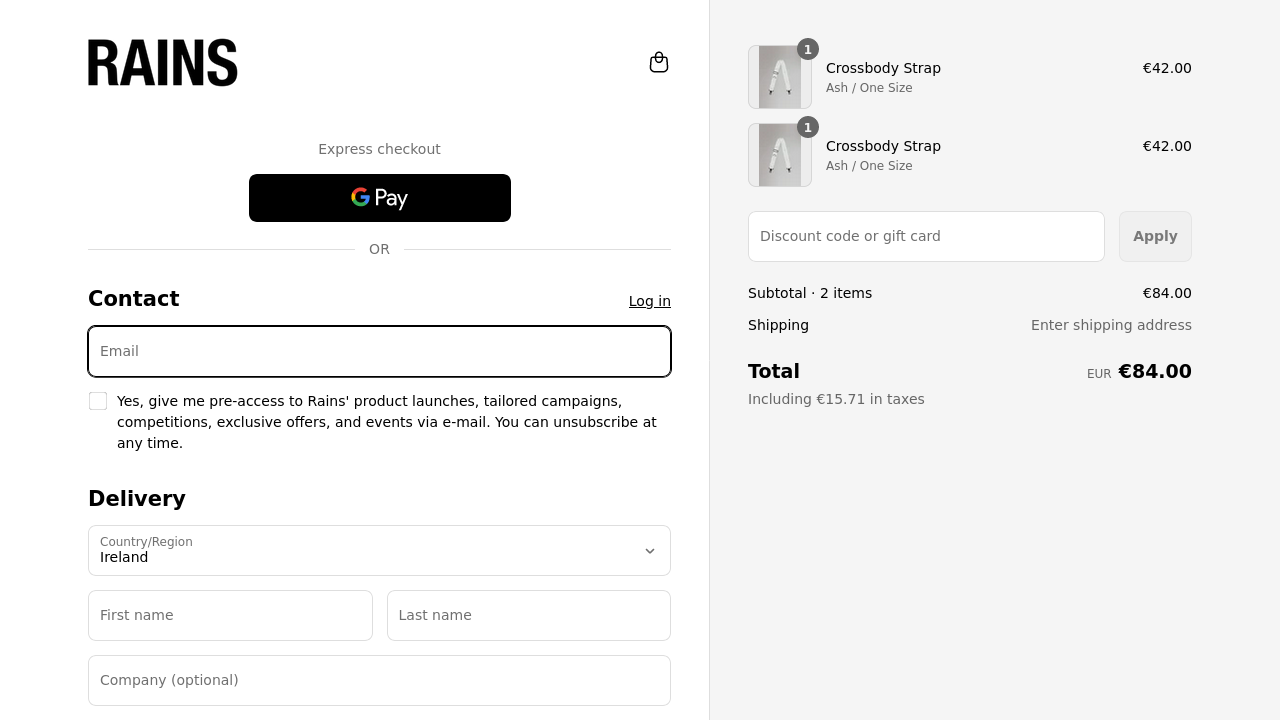 RAINS
Express checkout
G Pay
OR
Contact
Log in
Email
Yes, give me pre-access to Rains' product launches, tailored campaigns,
competitions, exclusive offers, and events via e-mail. You can unsubscribe at
any time.
Delivery
Country/Region
Ireland
First name
Last name
Company (optional)
1
Crossbody Strap
€42.00
Ash / One Size
1
Crossbody Strap
€42.00
Ash / One Size
Discount code or gift card
Apply
Subtotal · 2 items
€84.00
Shipping
Enter shipping address
Total
EUR €84.00
Including €15.71 in taxes